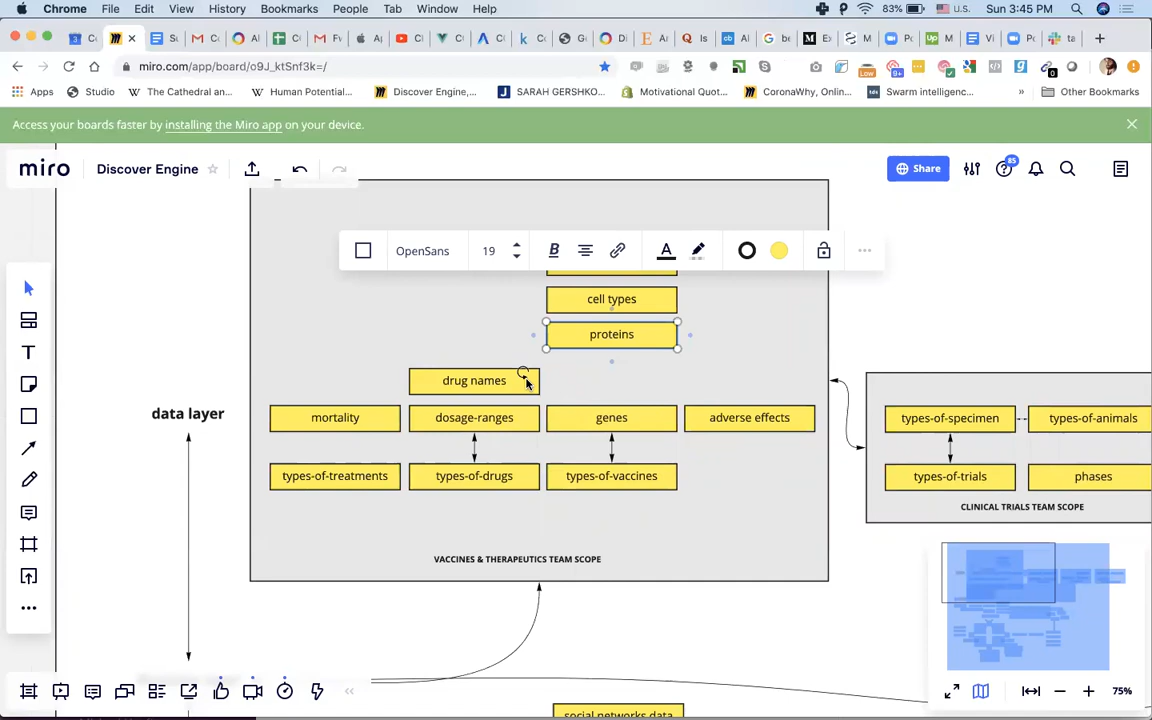 Chrome File Edit View History Bookmarks People Tab Window Help 83% U.S. Sun 3:45 PM
miro.com/app/board/o9J_ktSnf3k=/
Apps Studio The Cathedral an... Human Potential... Discover Engine,... SARAH GERSHKO... Motivational Quot... CoronaWhy, Onlin... Swarm intelligenc... » Other Bookmarks
Access your boards faster by installing the Miro app on your device.
miro Discover Engine Share 85
OpenSans 19 B A
cell types
proteins
drug names
data layer
mortality dosage-ranges genes adverse effects
types-of-specimen types-of-animals
types-of-treatments types-of-drugs types-of-vaccines
types-of-trials phases
CLINICAL TRIALS TEAM SCOPE
VACCINES & THERAPEUTICS TEAM SCOPE
75%
social networks data